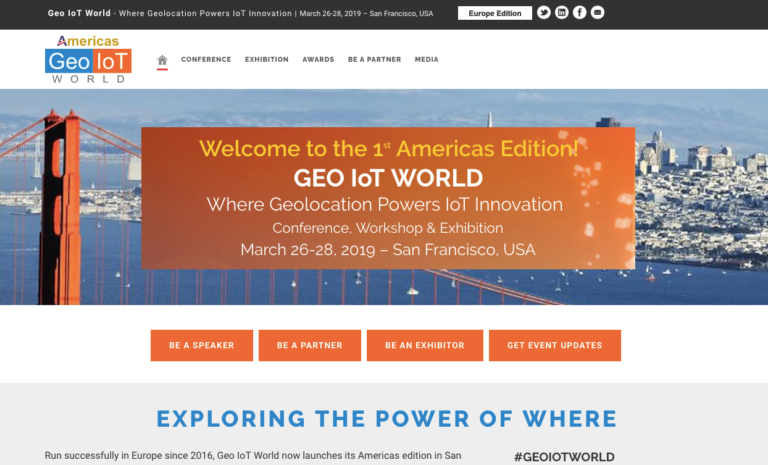 Geo IoT World - Where Geolocation Powers IoT Innovation | March 26-28, 2019 – San Francisco, USA
Europe Edition
Americas
Geo IoT
WORLD
CONFERENCE EXHIBITION AWARDS BE A PARTNER MEDIA
Welcome to the 1st Americas Edition!
GEO IoT WORLD
Where Geolocation Powers IoT Innovation
Conference, Workshop & Exhibition
March 26-28, 2019 – San Francisco, USA
BE A SPEAKER
BE A PARTNER
BE AN EXHIBITOR
GET EVENT UPDATES
EXPLORING THE POWER OF WHERE
Run successfully in Europe since 2016, Geo IoT World now launches its Americas edition in San
#GEOIOTWORLD